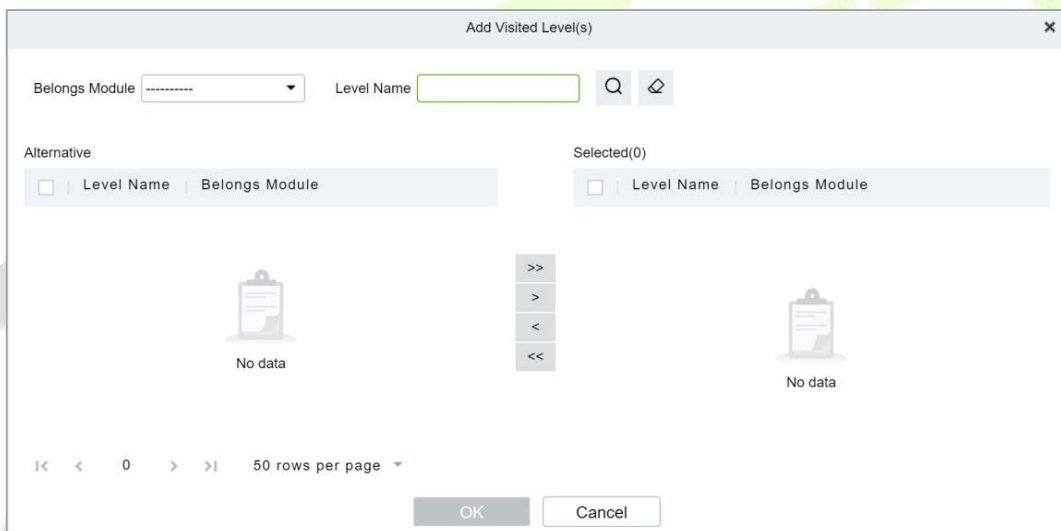 Add Visited Level(s)
Belongs Module ---------- Level Name
Alternative Selected(0)
Level Name Belongs Module Level Name Belongs Module
>>
>
<
<<
No data
No data
0 50 rows per page
OK Cancel